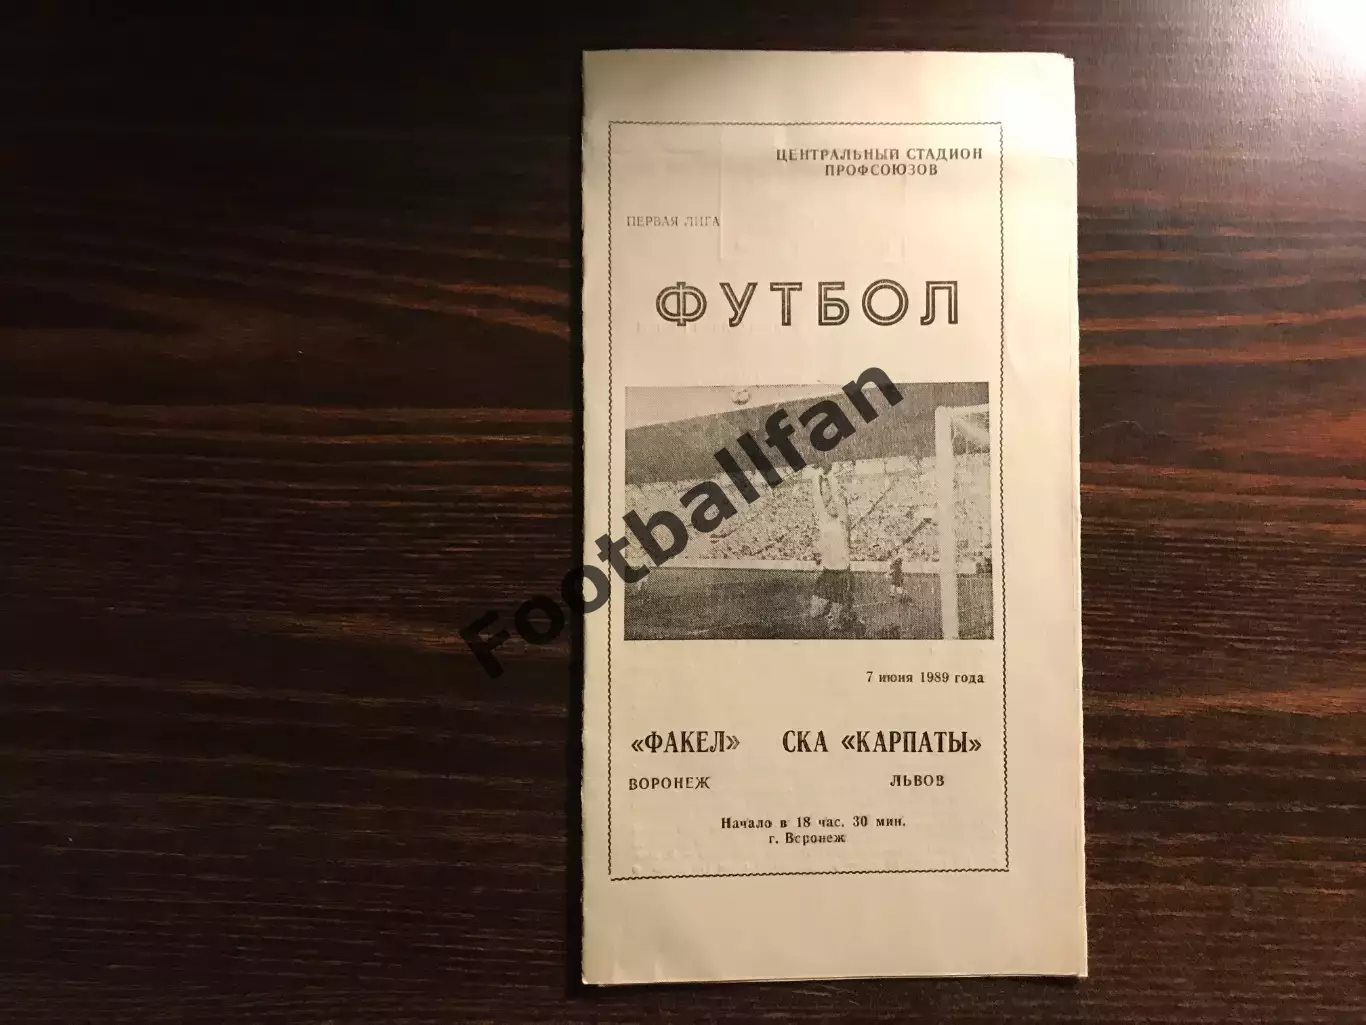 ЦЕНТРАЛЬНЫЙ СТАДИОН
ПРОФСОЮЗОВ
ПЕРВАЯ ЛИГА
ФУТБОЛ
Footballfan
7 июня 1989 года
«ФАКЕЛ» СКА «КАРПАТЫ»
ВОРОНЕЖ ЛЬВОВ
Начало в 18 час. 30 мин.
г. Воронеж